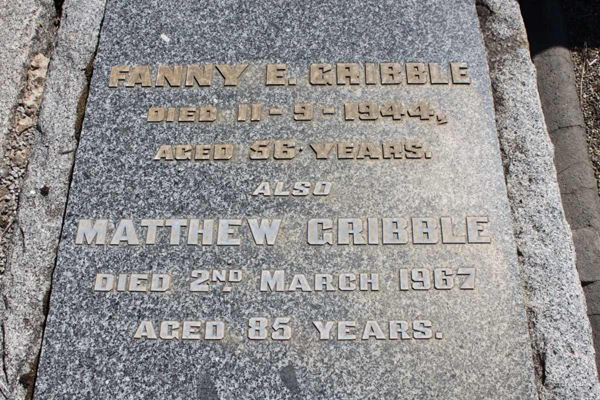 FANNY E. GRIBBLE
DIED 11-9-1944,
AGED 56 YEARS.
ALSO
MATTHEW GRIBBLE
DIED 2ND MARCH 1967
AGED 85 YEARS.